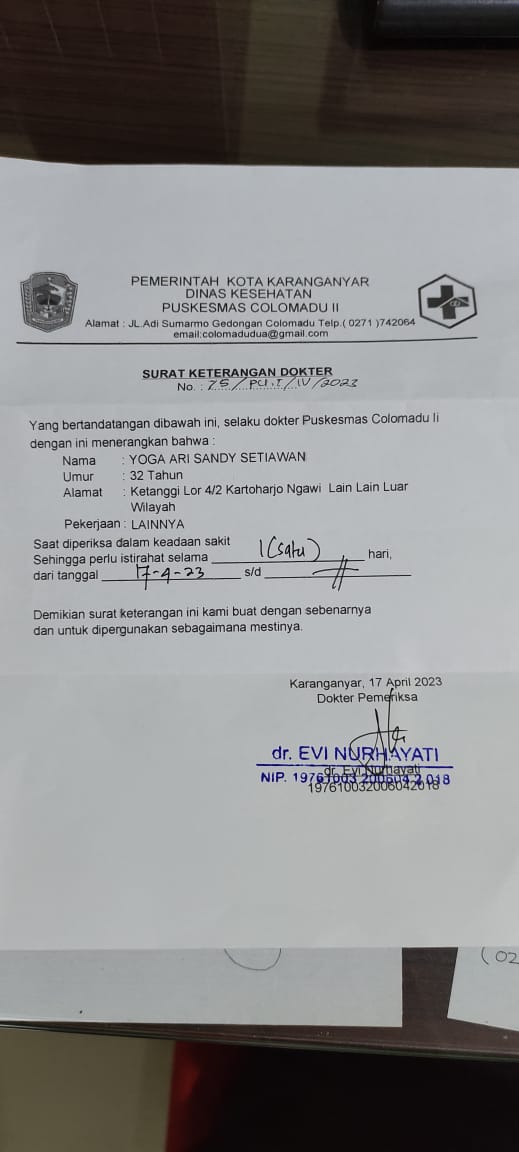 PEMERINTAH KOTA KARANGANYAR
DINAS KESEHATAN
PUSKESMAS COLOMADU II
Alamat : JL.Adi Sumarmo Gedongan Colomadu Telp.( 0271 )742064
email:colomadudua@gmail.com
SURAT KETERANGAN DOKTER
No. : 75 / PU.I / IV / 2023
Yang bertandatangan dibawah ini, selaku dokter Puskesmas Colomadu Ii
dengan ini menerangkan bahwa :
Nama : YOGA ARI SANDY SETIAWAN
Umur : 32 Tahun
Alamat : Ketanggi Lor 4/2 Kartoharjo Ngawi Lain Lain Luar
Wilayah
Pekerjaan : LAINNYA
Saat diperiksa dalam keadaan sakit
Sehingga perlu istirahat selama 1 (satu) hari,
dari tanggal 17-4-23 s/d
Demikian surat keterangan ini kami buat dengan sebenarnya
dan untuk dipergunakan sebagaimana mestinya.
Karanganyar, 17 April 2023
Dokter Pemeriksa
dr. EVI NURHAYATI
dr. Evi Nurhayati
NIP. 19761003 200604 2 018
197610032006042018
(02